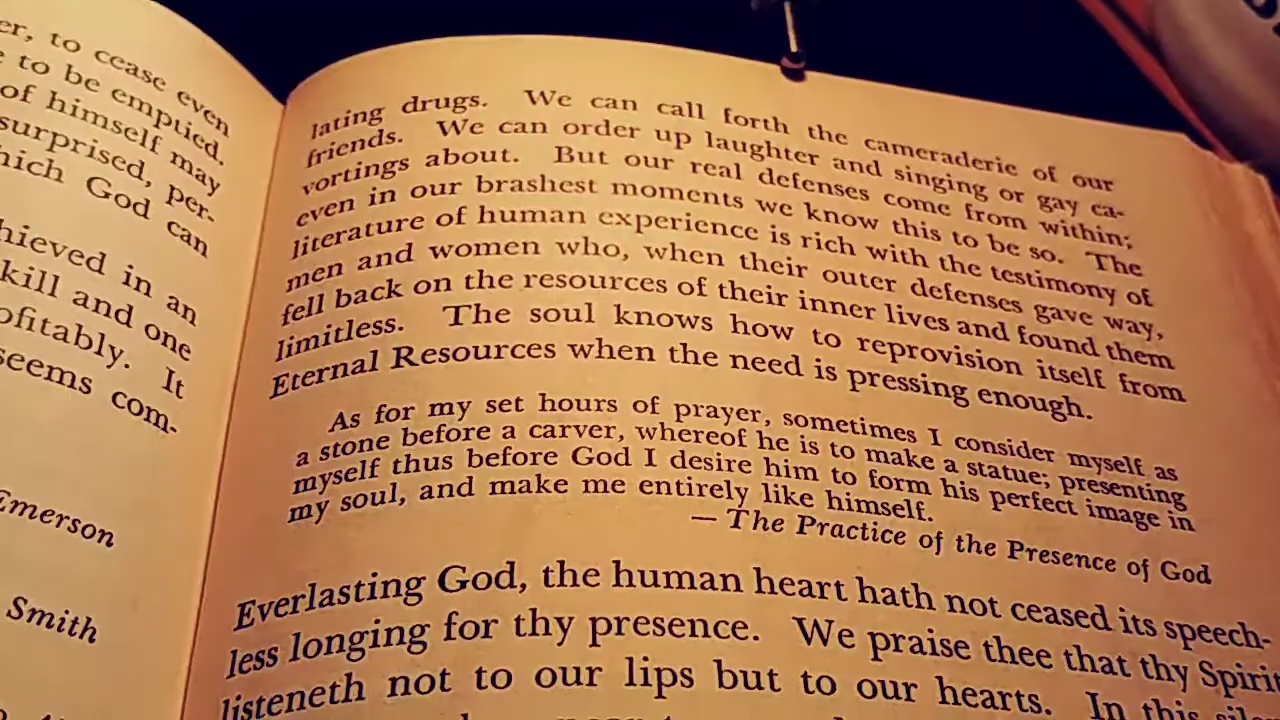 er, to cease even
to be emptied.
of himself may
surprised, per-
hich God can
hieved in an
kill and one
ofitably. It
seems com-
Emerson
Smith
lating drugs. We can call forth the cameraderie of our
friends. We can order up laughter and singing or gay ca-
vortings about. But our real defenses come from within;
even in our brashest moments we know this to be so. The
literature of human experience is rich with the testimony of
men and women who, when their outer defenses gave way,
fell back on the resources of their inner lives and found them
limitless. The soul knows how to reprovision itself from
Eternal Resources when the need is pressing enough.
As for my set hours of prayer, sometimes I consider myself as
a stone before a carver, whereof he is to make a statue; presenting
myself thus before God I desire him to form his perfect image in
my soul, and make me entirely like himself.
— The Practice of the Presence of God
Everlasting God, the human heart hath not ceased its speech-
less longing for thy presence. We praise thee that thy Spirit
listeneth not to our lips but to our hearts. In this